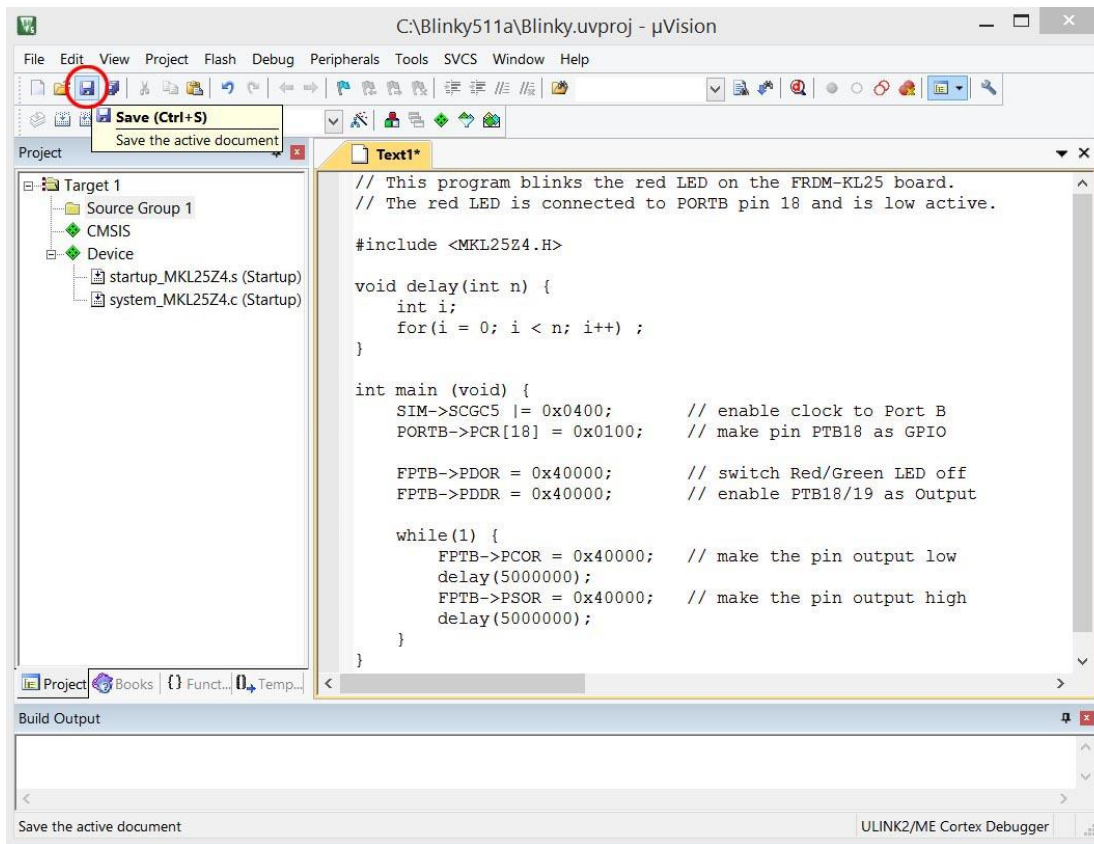 C:\Blinky511a\Blinky.uvproj - µVision
File Edit View Project Flash Debug Peripherals Tools SVCS Window Help
Save (Ctrl+S)
Save the active document
Project
Text1*
Target 1
Source Group 1
CMSIS
Device
startup_MKL25Z4.s (Startup)
system_MKL25Z4.c (Startup)
// This program blinks the red LED on the FRDM-KL25 board.
// The red LED is connected to PORTB pin 18 and is low active.
#include <MKL25Z4.H>
void delay(int n) {
int i;
for(i = 0; i < n; i++) ;
}
int main (void) {
SIM->SCGC5 |= 0x0400; // enable clock to Port B
PORTB->PCR[18] = 0x0100; // make pin PTB18 as GPIO
FPTB->PDOR = 0x40000; // switch Red/Green LED off
FPTB->PDDR = 0x40000; // enable PTB18/19 as Output
while(1) {
FPTB->PCOR = 0x40000; // make the pin output low
delay(5000000);
FPTB->PSOR = 0x40000; // make the pin output high
delay(5000000);
}
}
Project Books {} Funct... Temp...
Build Output
Save the active document ULINK2/ME Cortex Debugger